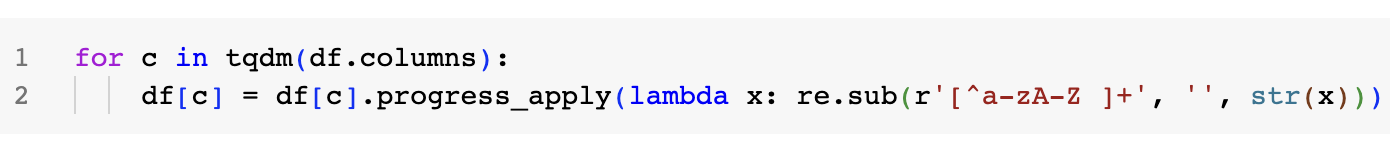 1 for c in tqdm(df.columns):
2 df[c] = df[c].progress_apply(lambda x: re.sub(r'[^a-zA-Z ]+', '', str(x)))